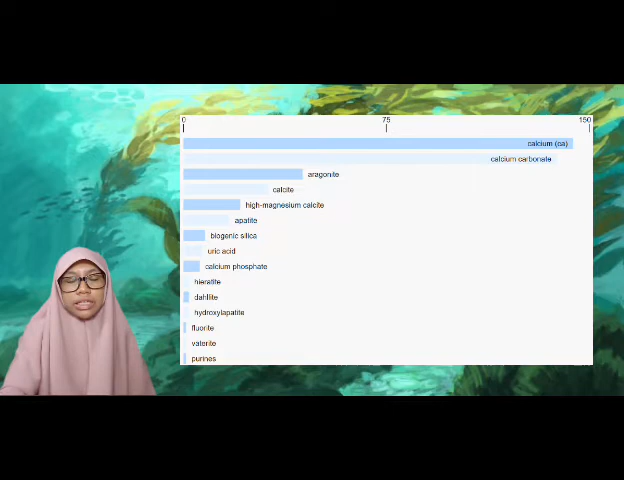 0 75 150
calcium (ca)
calcium carbonate
aragonite
calcite
high-magnesium calcite
apatite
biogenic silica
uric acid
calcium phosphate
hieratite
dahllite
hydroxylapatite
fluorite
vaterite
purines